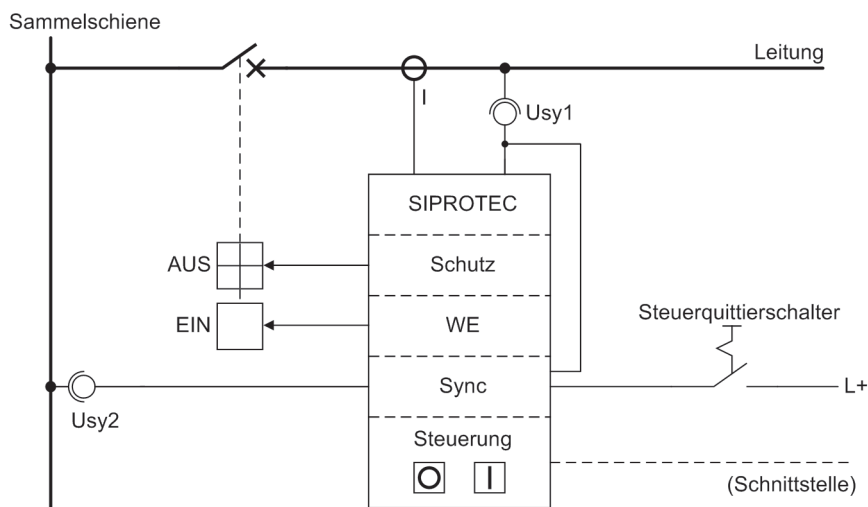 Sammelschiene
Leitung
I
Usy1
SIPROTEC
AUS
Schutz
EIN
WE
Steuerquittierschalter
Sync
L+
Usy2
Steuerung
(Schnittstelle)